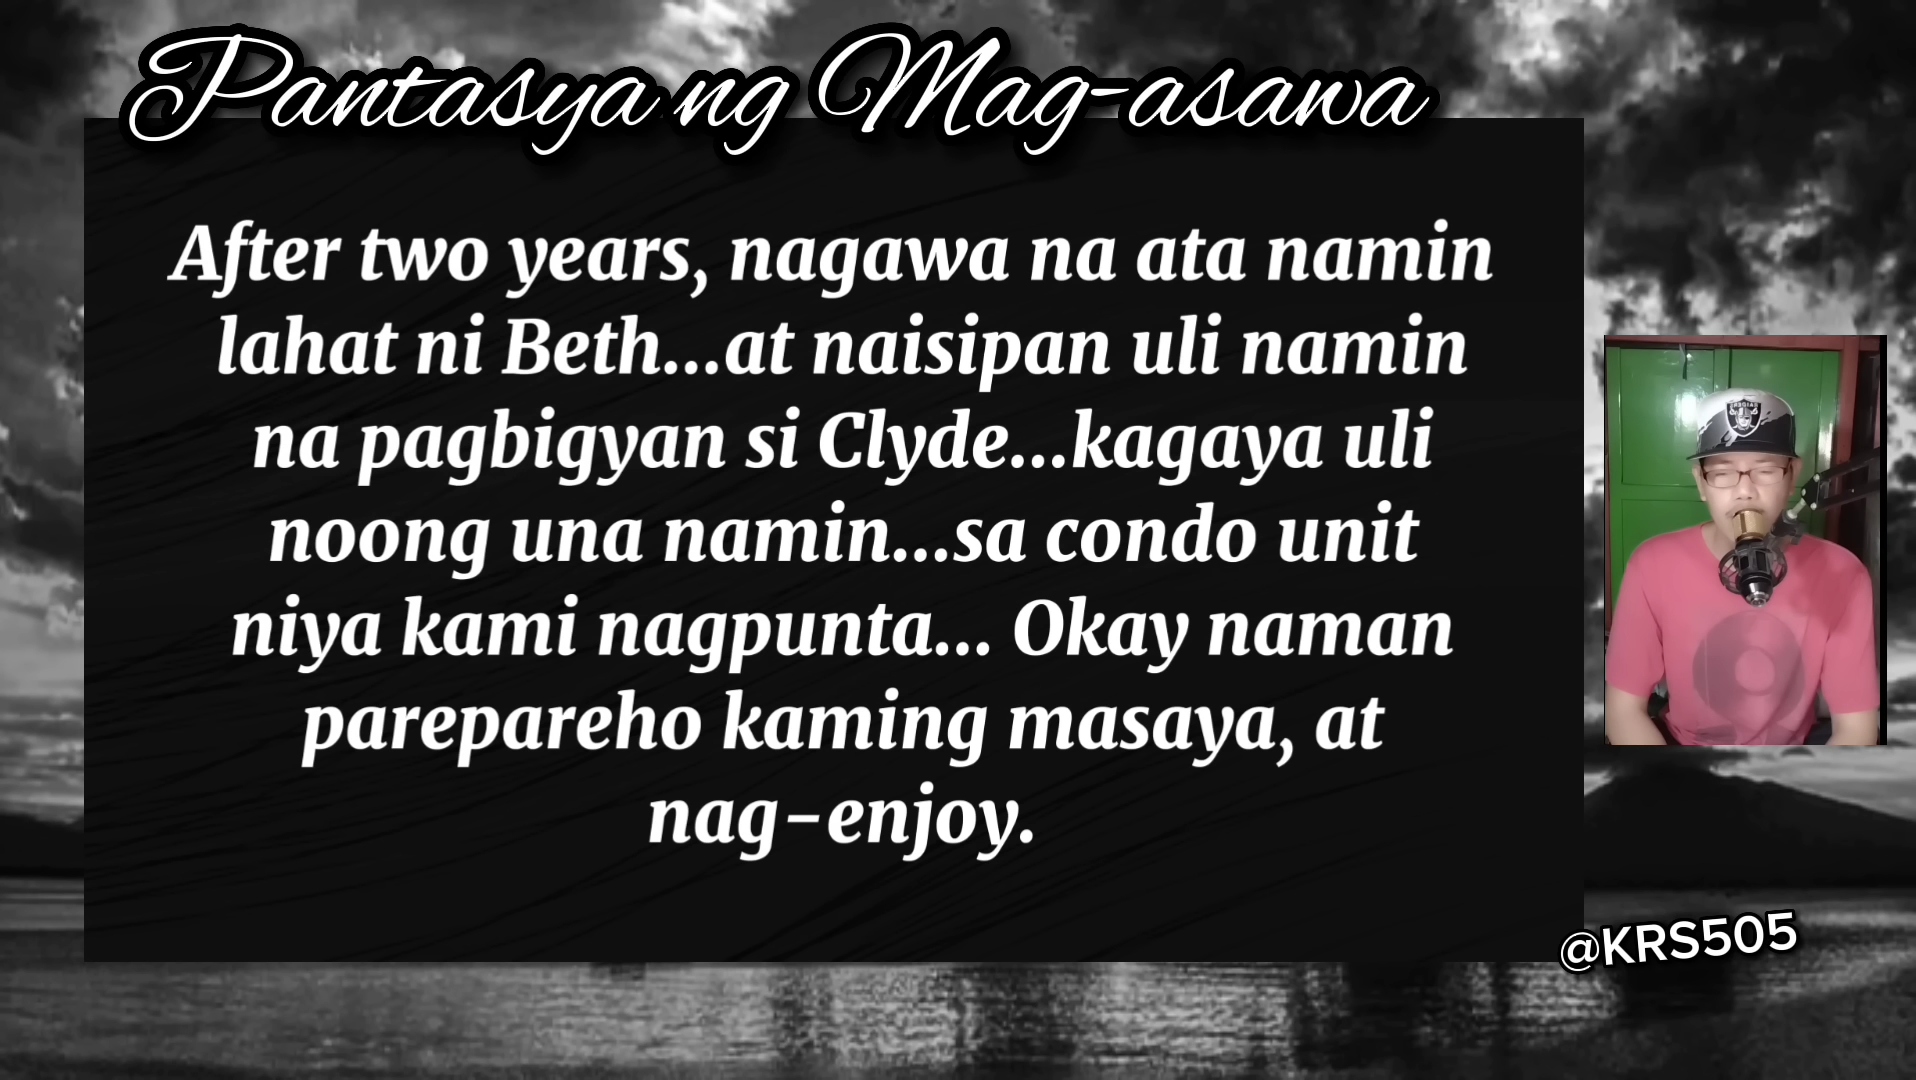 Pantasya ng Mag-asawa
After two years, nagawa na ata namin
lahat ni Beth...at naisipan uli namin
na pagbigyan si Clyde...kagaya uli
noong una namin...sa condo unit
niya kami nagpunta... Okay naman
parepareho kaming masaya, at
nag-enjoy.
@KRS505